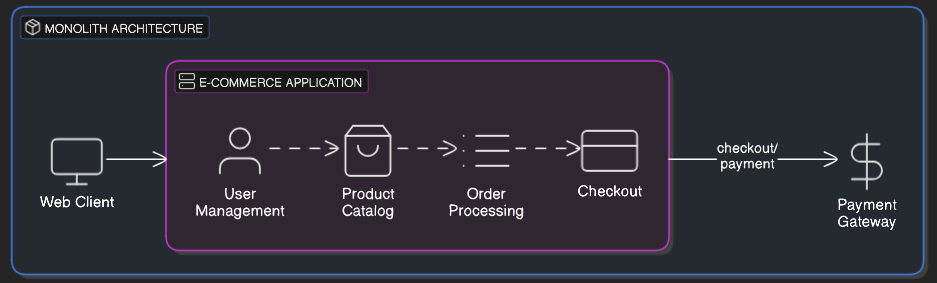 MONOLITH ARCHITECTURE
E-COMMERCE APPLICATION
Web Client
User
Management
Product
Catalog
Order
Processing
Checkout
checkout/
payment
Payment
Gateway